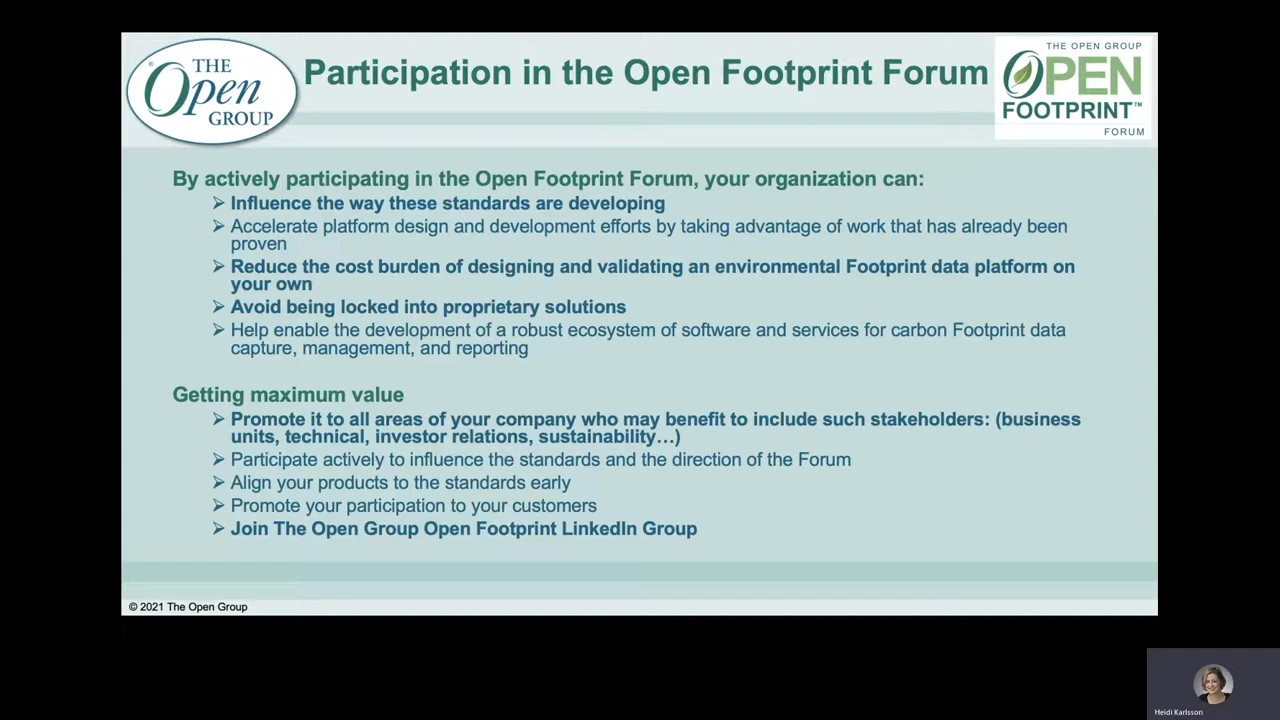 THE
Open
GROUP
Participation in the Open Footprint Forum
THE OPEN GROUP
OPEN
FOOTPRINT™
FORUM
By actively participating in the Open Footprint Forum, your organization can:
➢ Influence the way these standards are developing
➢ Accelerate platform design and development efforts by taking advantage of work that has already been
proven
➢ Reduce the cost burden of designing and validating an environmental Footprint data platform on
your own
➢ Avoid being locked into proprietary solutions
➢ Help enable the development of a robust ecosystem of software and services for carbon Footprint data
capture, management, and reporting
Getting maximum value
➢ Promote it to all areas of your company who may benefit to include such stakeholders: (business
units, technical, investor relations, sustainability…)
➢ Participate actively to influence the standards and the direction of the Forum
➢ Align your products to the standards early
➢ Promote your participation to your customers
➢ Join The Open Group Open Footprint LinkedIn Group
© 2021 The Open Group
Heidi Karlsson